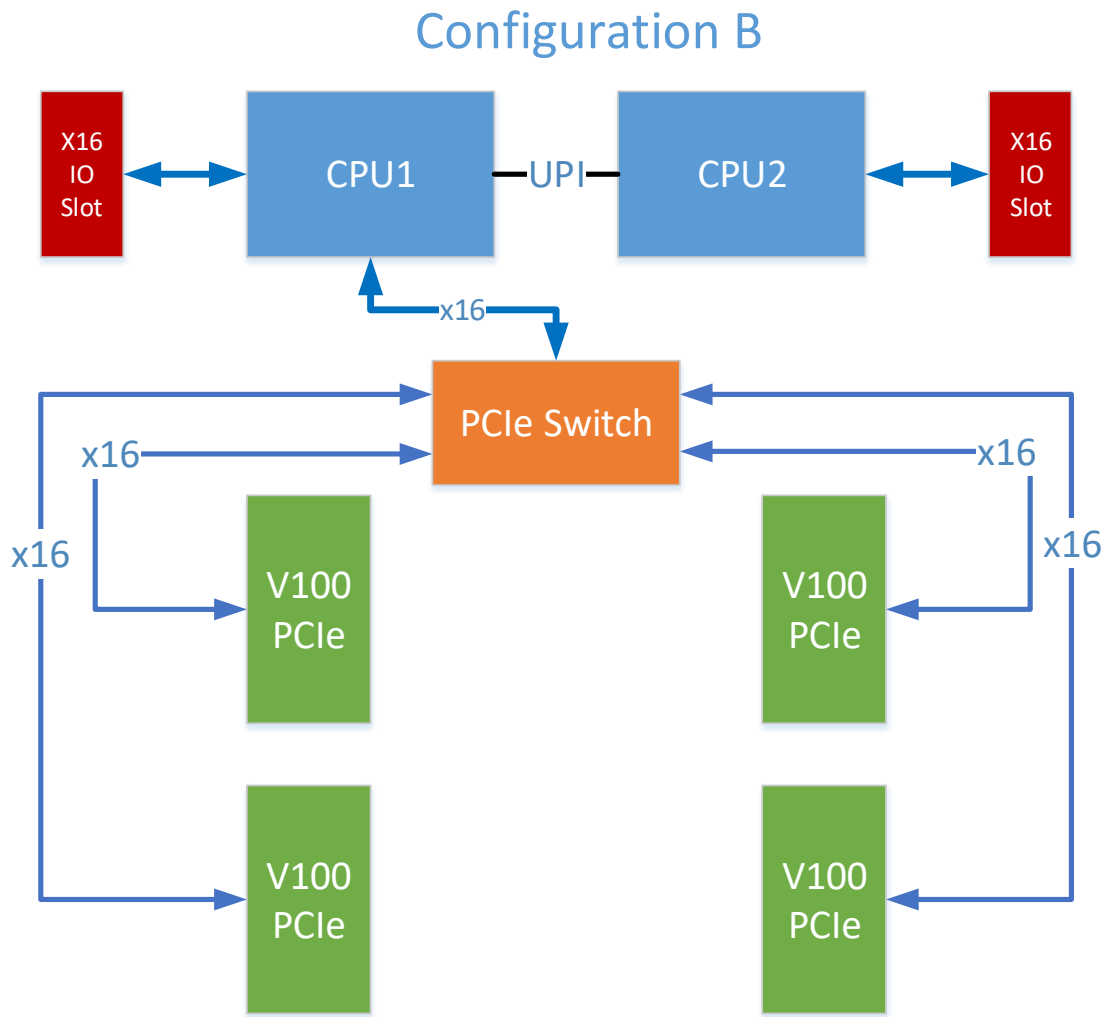 Configuration B
X16
IO
Slot
CPU1
UPI
CPU2
X16
IO
Slot
x16
PCIe Switch
x16
x16
x16
x16
V100
PCIe
V100
PCIe
V100
PCIe
V100
PCIe